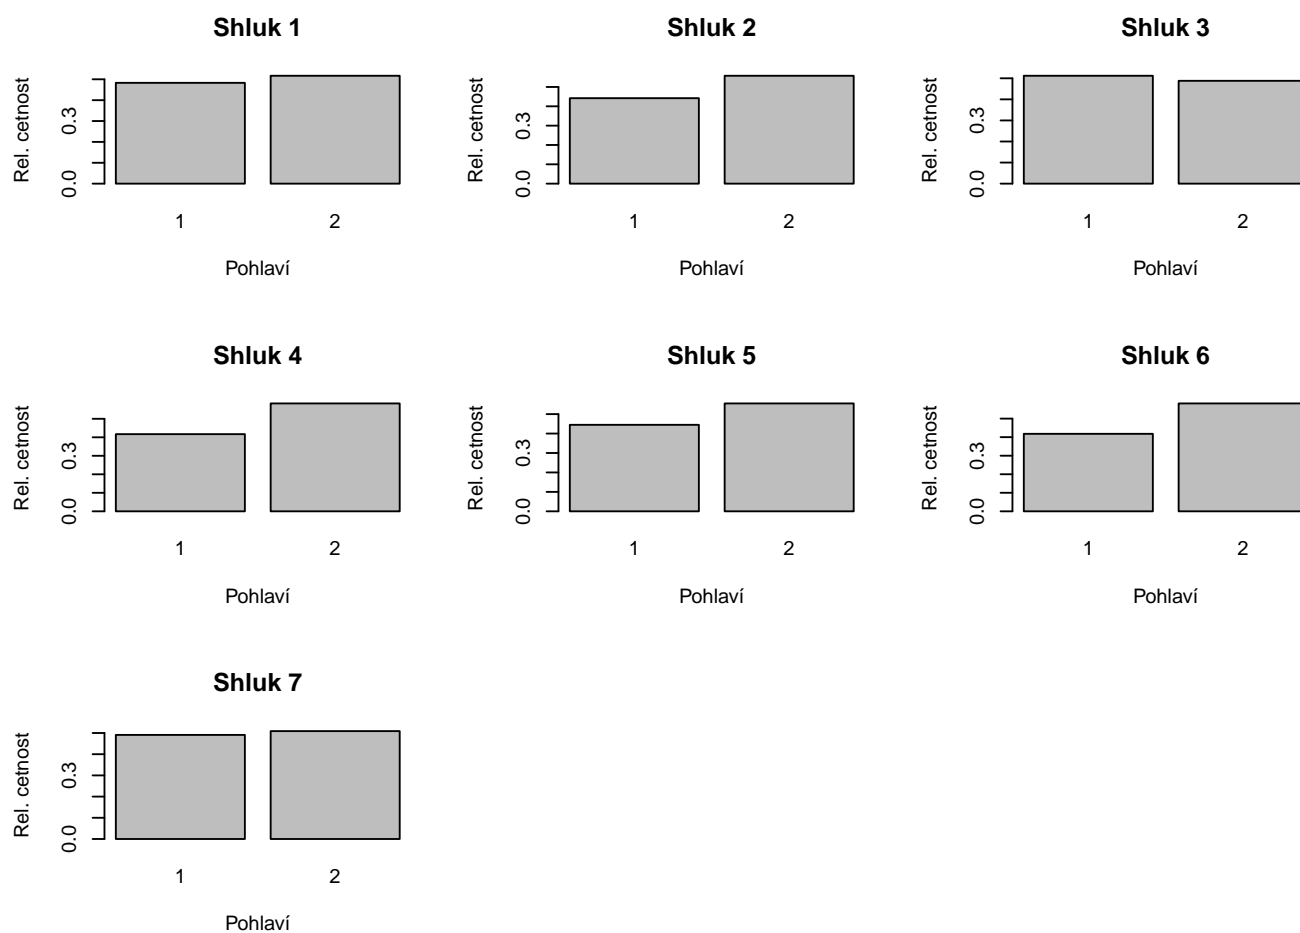 Shluk 1
Rel. cetnost
0.3
0.0
1 2
Pohlaví
Shluk 2
Rel. cetnost
0.3
0.0
1 2
Pohlaví
Shluk 3
Rel. cetnost
0.3
0.0
1 2
Pohlaví
Shluk 4
Rel. cetnost
0.3
0.0
1 2
Pohlaví
Shluk 5
Rel. cetnost
0.3
0.0
1 2
Pohlaví
Shluk 6
Rel. cetnost
0.3
0.0
1 2
Pohlaví
Shluk 7
Rel. cetnost
0.3
0.0
1 2
Pohlaví